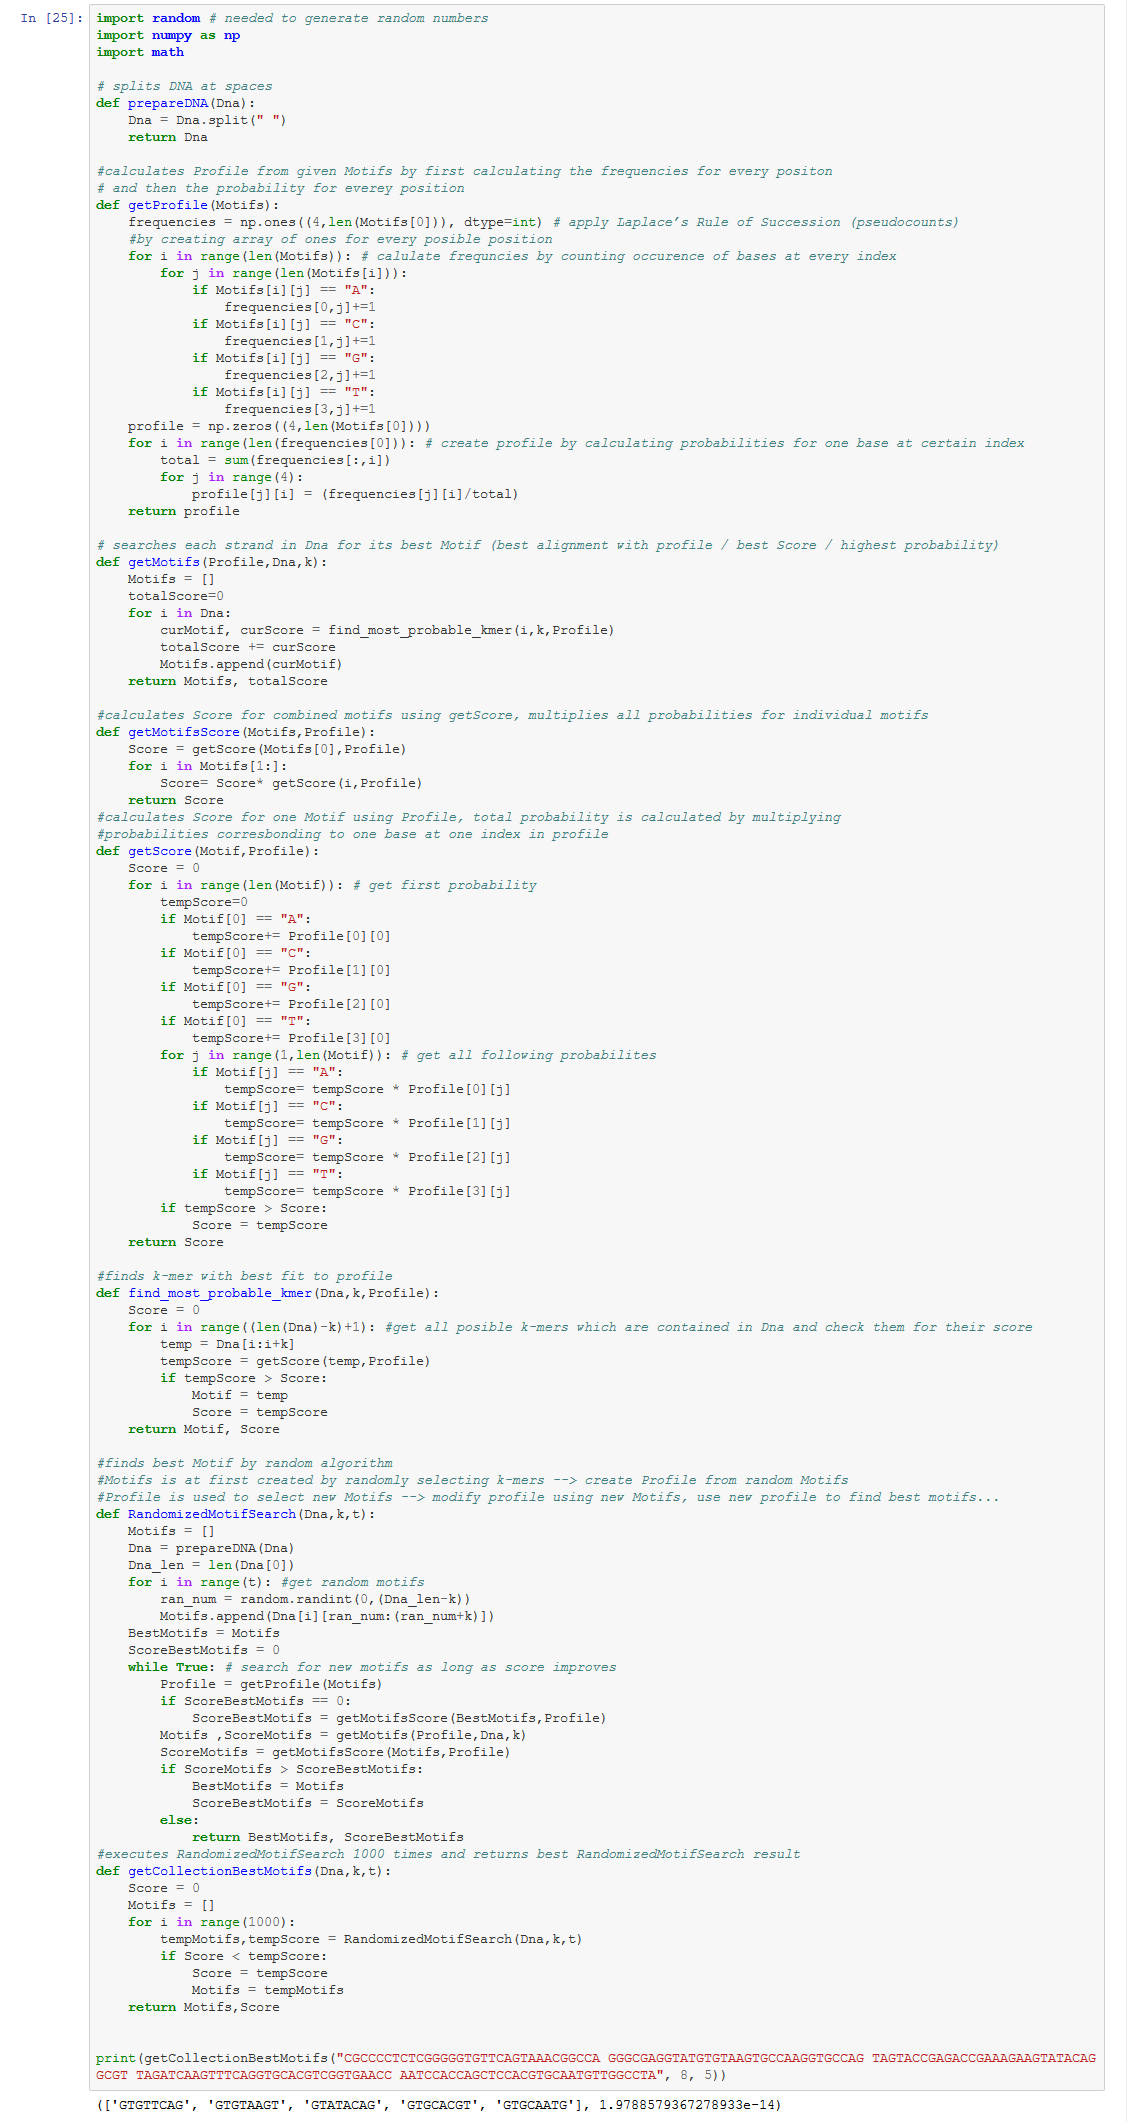 In [25]:
import random # needed to generate random numbers
import numpy as np
import math
# splits DNA at spaces
def prepareDNA(Dna):
    Dna = Dna.split(" ")
    return Dna
#calculates Profile from given Motifs by first calculating the frequencies for every positon
# and then the probability for everey position
def getProfile(Motifs):
    frequencies = np.ones((4,len(Motifs[0])), dtype=int) # apply Laplace’s Rule of Succession (pseudocounts)
    #by creating array of ones for every posible position
    for i in range(len(Motifs)): # calulate frequncies by counting occurence of bases at every index
        for j in range(len(Motifs[i])):
            if Motifs[i][j] == "A":
                frequencies[0,j]+=1
            if Motifs[i][j] == "C":
                frequencies[1,j]+=1
            if Motifs[i][j] == "G":
                frequencies[2,j]+=1
            if Motifs[i][j] == "T":
                frequencies[3,j]+=1
    profile = np.zeros((4,len(Motifs[0])))
    for i in range(len(frequencies[0])): # create profile by calculating probabilities for one base at certain index
        total = sum(frequencies[:,i])
        for j in range(4):
            profile[j][i] = (frequencies[j][i]/total)
    return profile
# searches each strand in Dna for its best Motif (best alignment with profile / best Score / highest probability)
def getMotifs(Profile,Dna,k):
    Motifs = []
    totalScore=0
    for i in Dna:
        curMotif, curScore = find_most_probable_kmer(i,k,Profile)
        totalScore += curScore
        Motifs.append(curMotif)
    return Motifs, totalScore
#calculates Score for combined motifs using getScore, multiplies all probabilities for individual motifs
def getMotifsScore(Motifs,Profile):
    Score = getScore(Motifs[0],Profile)
    for i in Motifs[1:]:
        Score= Score* getScore(i,Profile)
    return Score
#calculates Score for one Motif using Profile, total probability is calculated by multiplying
#probabilities corresbonding to one base at one index in profile
def getScore(Motif,Profile):
    Score = 0
    for i in range(len(Motif)): # get first probability
        tempScore=0
        if Motif[0] == "A":
            tempScore+= Profile[0][0]
        if Motif[0] == "C":
            tempScore+= Profile[1][0]
        if Motif[0] == "G":
            tempScore+= Profile[2][0]
        if Motif[0] == "T":
            tempScore+= Profile[3][0]
        for j in range(1,len(Motif)): # get all following probabilites
            if Motif[j] == "A":
                tempScore= tempScore * Profile[0][j]
            if Motif[j] == "C":
                tempScore= tempScore * Profile[1][j]
            if Motif[j] == "G":
                tempScore= tempScore * Profile[2][j]
            if Motif[j] == "T":
                tempScore= tempScore * Profile[3][j]
        if tempScore > Score:
            Score = tempScore
    return Score
#finds k-mer with best fit to profile
def find_most_probable_kmer(Dna,k,Profile):
    Score = 0
    for i in range((len(Dna)-k)+1): #get all posible k-mers which are contained in Dna and check them for their score
        temp = Dna[i:i+k]
        tempScore = getScore(temp,Profile)
        if tempScore > Score:
            Motif = temp
            Score = tempScore
    return Motif, Score
#finds best Motif by random algorithm
#Motifs is at first created by randomly selecting k-mers --> create Profile from random Motifs
#Profile is used to select new Motifs --> modify profile using new Motifs, use new profile to find best motifs...
def RandomizedMotifSearch(Dna,k,t):
    Motifs = []
    Dna = prepareDNA(Dna)
    Dna_len = len(Dna[0])
    for i in range(t): #get random motifs
        ran_num = random.randint(0,(Dna_len-k))
        Motifs.append(Dna[i][ran_num:(ran_num+k)])
    BestMotifs = Motifs
    ScoreBestMotifs = 0
    while True: # search for new motifs as long as score improves
        Profile = getProfile(Motifs)
        if ScoreBestMotifs == 0:
            ScoreBestMotifs = getMotifsScore(BestMotifs,Profile)
        Motifs ,ScoreMotifs = getMotifs(Profile,Dna,k)
        ScoreMotifs = getMotifsScore(Motifs,Profile)
        if ScoreMotifs > ScoreBestMotifs:
            BestMotifs = Motifs
            ScoreBestMotifs = ScoreMotifs
        else:
            return BestMotifs, ScoreBestMotifs
#executes RandomizedMotifSearch 1000 times and returns best RandomizedMotifSearch result
def getCollectionBestMotifs(Dna,k,t):
    Score = 0
    Motifs = []
    for i in range(1000):
        tempMotifs,tempScore = RandomizedMotifSearch(Dna,k,t)
        if Score < tempScore:
            Score = tempScore
            Motifs = tempMotifs
    return Motifs,Score
print(getCollectionBestMotifs("CGCCCCTCTCGGGGGTGTTCAGTAAACGGCCA GGGCGAGGTATGTGTAAGTGCCAAGGTGCCAG TAGTACCGAGACCGAAAGAAGTATACAG
GCGT TAGATCAAGTTTCAGGTGCACGTCGGTGAACC AATCCACCAGCTCCACGTGCAATGTTGGCCTA", 8, 5))
(['GTGTTCAG', 'GTGTAAGT', 'GTATACAG', 'GTGCACGT', 'GTGCAATG'], 1.9788579367278933e-14)